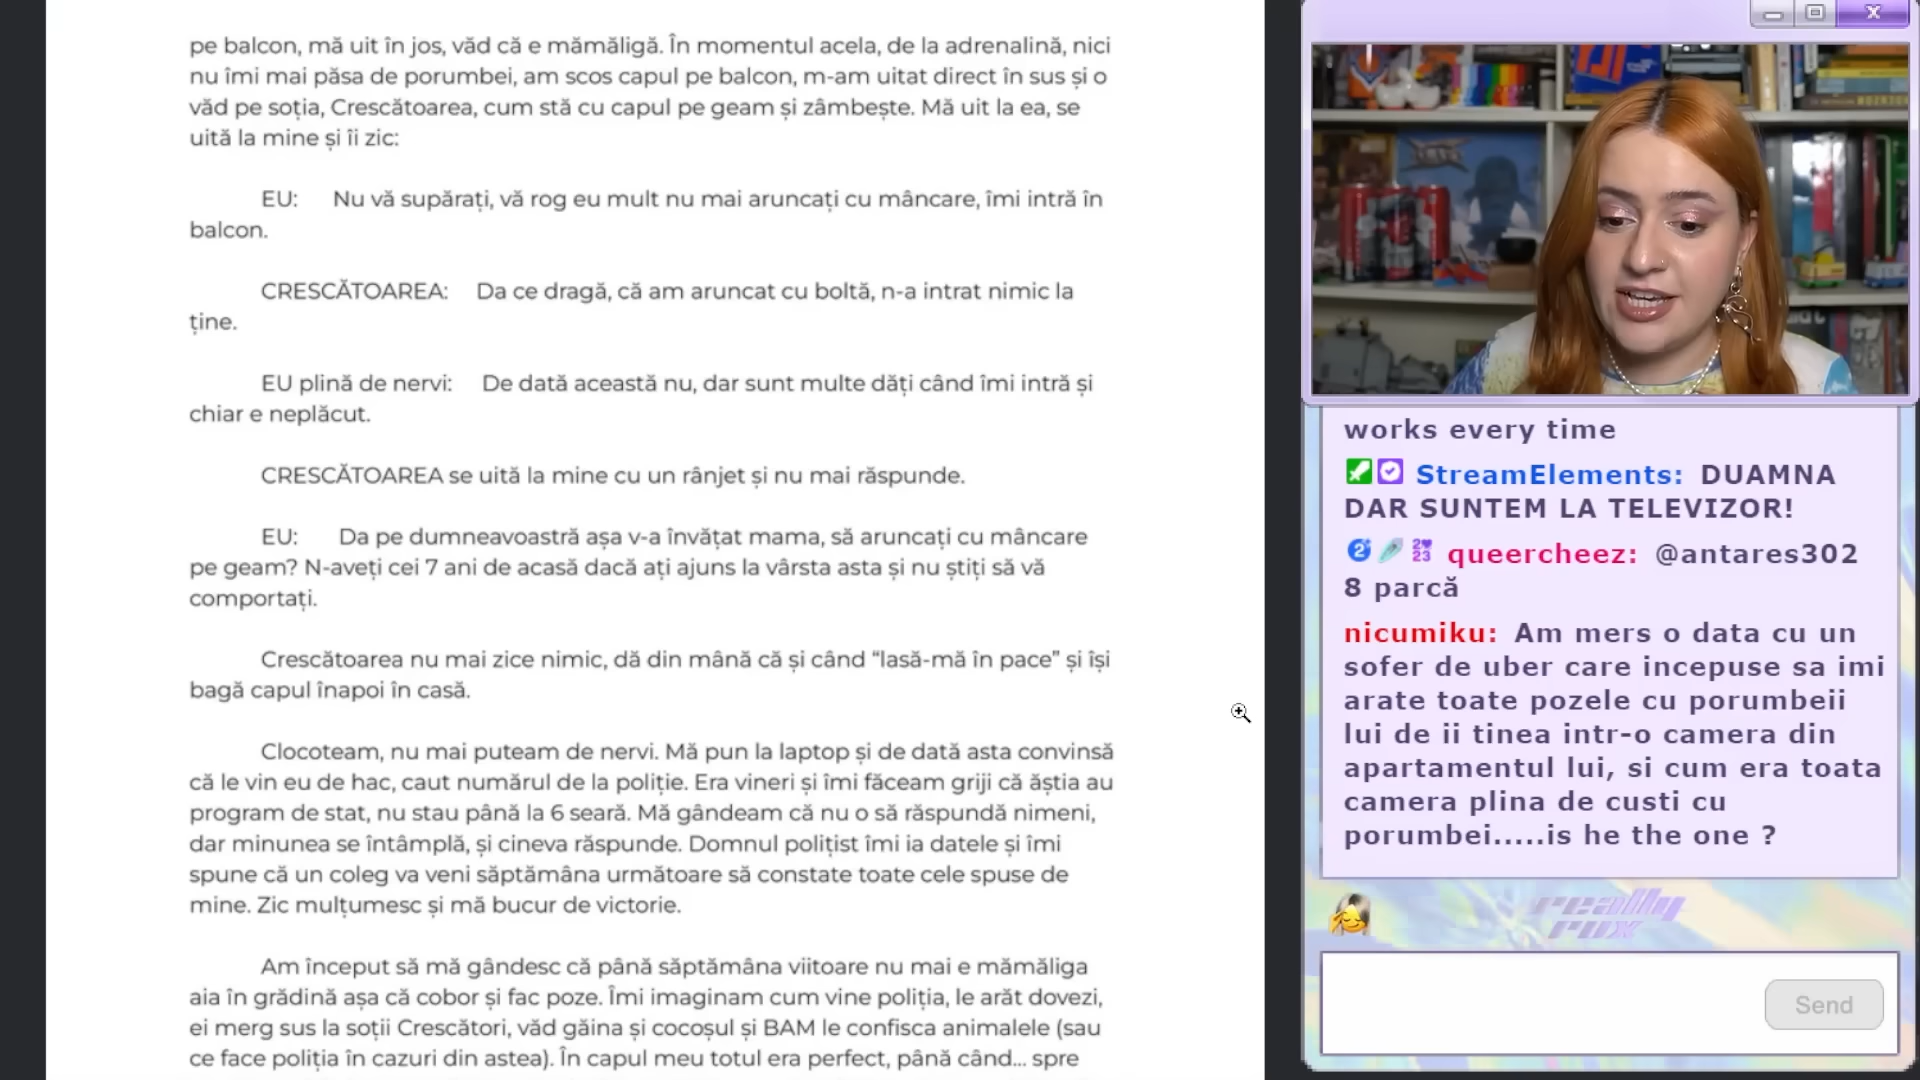 pe balcon, mă uit în jos, văd că e mămăligă. În momentul acela, de la adrenalină, nici
nu îmi mai păsa de porumbei, am scos capul pe balcon, m-am uitat direct în sus și o
văd pe soția, Crescătoarea, cum stă cu capul pe geam și zâmbește. Mă uit la ea, se
uită la mine și îi zic:
EU: Nu vă supărați, vă rog eu mult nu mai aruncați cu mâncare, îmi intră în
balcon.
CRESCĂTOAREA: Da ce dragă, că am aruncat cu boltă, n-a intrat nimic la
ține.
EU plină de nervi: De dată această nu, dar sunt multe dăți când îmi intră și
chiar e neplăcut.
CRESCĂTOAREA se uită la mine cu un rânjet și nu mai răspunde.
EU: Da pe dumneavoastră așa v-a învățat mama, să aruncați cu mâncare
pe geam? N-aveți cei 7 ani de acasă dacă ați ajuns la vârsta asta și nu știți să vă
comportați.
Crescătoarea nu mai zice nimic, dă din mână că și când “lasă-mă în pace” și își
bagă capul înapoi în casă.
Clocoteam, nu mai puteam de nervi. Mă pun la laptop și de dată asta convinsă
că le vin eu de hac, caut numărul de la poliție. Era vineri și îmi făceam griji că ăștia au
program de stat, nu stau până la 6 seară. Mă gândeam că nu o să răspundă nimeni,
dar minunea se întâmplă, și cineva răspunde. Domnul polițist îmi ia datele și îmi
spune că un coleg va veni săptămâna următoare să constate toate cele spuse de
mine. Zic mulțumesc și mă bucur de victorie.
Am început să mă gândesc că până săptămâna viitoare nu mai e mămăliga
aia în grădină așa că cobor și fac poze. Îmi imaginam cum vine poliția, le arăt dovezi,
ei merg sus la soții Crescători, văd găina și cocoșul și BAM le confisca animalele (sau
ce face poliția în cazuri din astea). În capul meu totul era perfect, până când... spre
works every time
StreamElements: DUAMNA
DAR SUNTEM LA TELEVIZOR!
queercheez: @antares302
8 parcă
nicumiku: Am mers o data cu un
sofer de uber care incepuse sa imi
arate toate pozele cu porumbeii
lui de ii tinea intr-o camera din
apartamentul lui, si cum era toata
camera plina de custi cu
porumbei.....is he the one ?
really
rux
Send